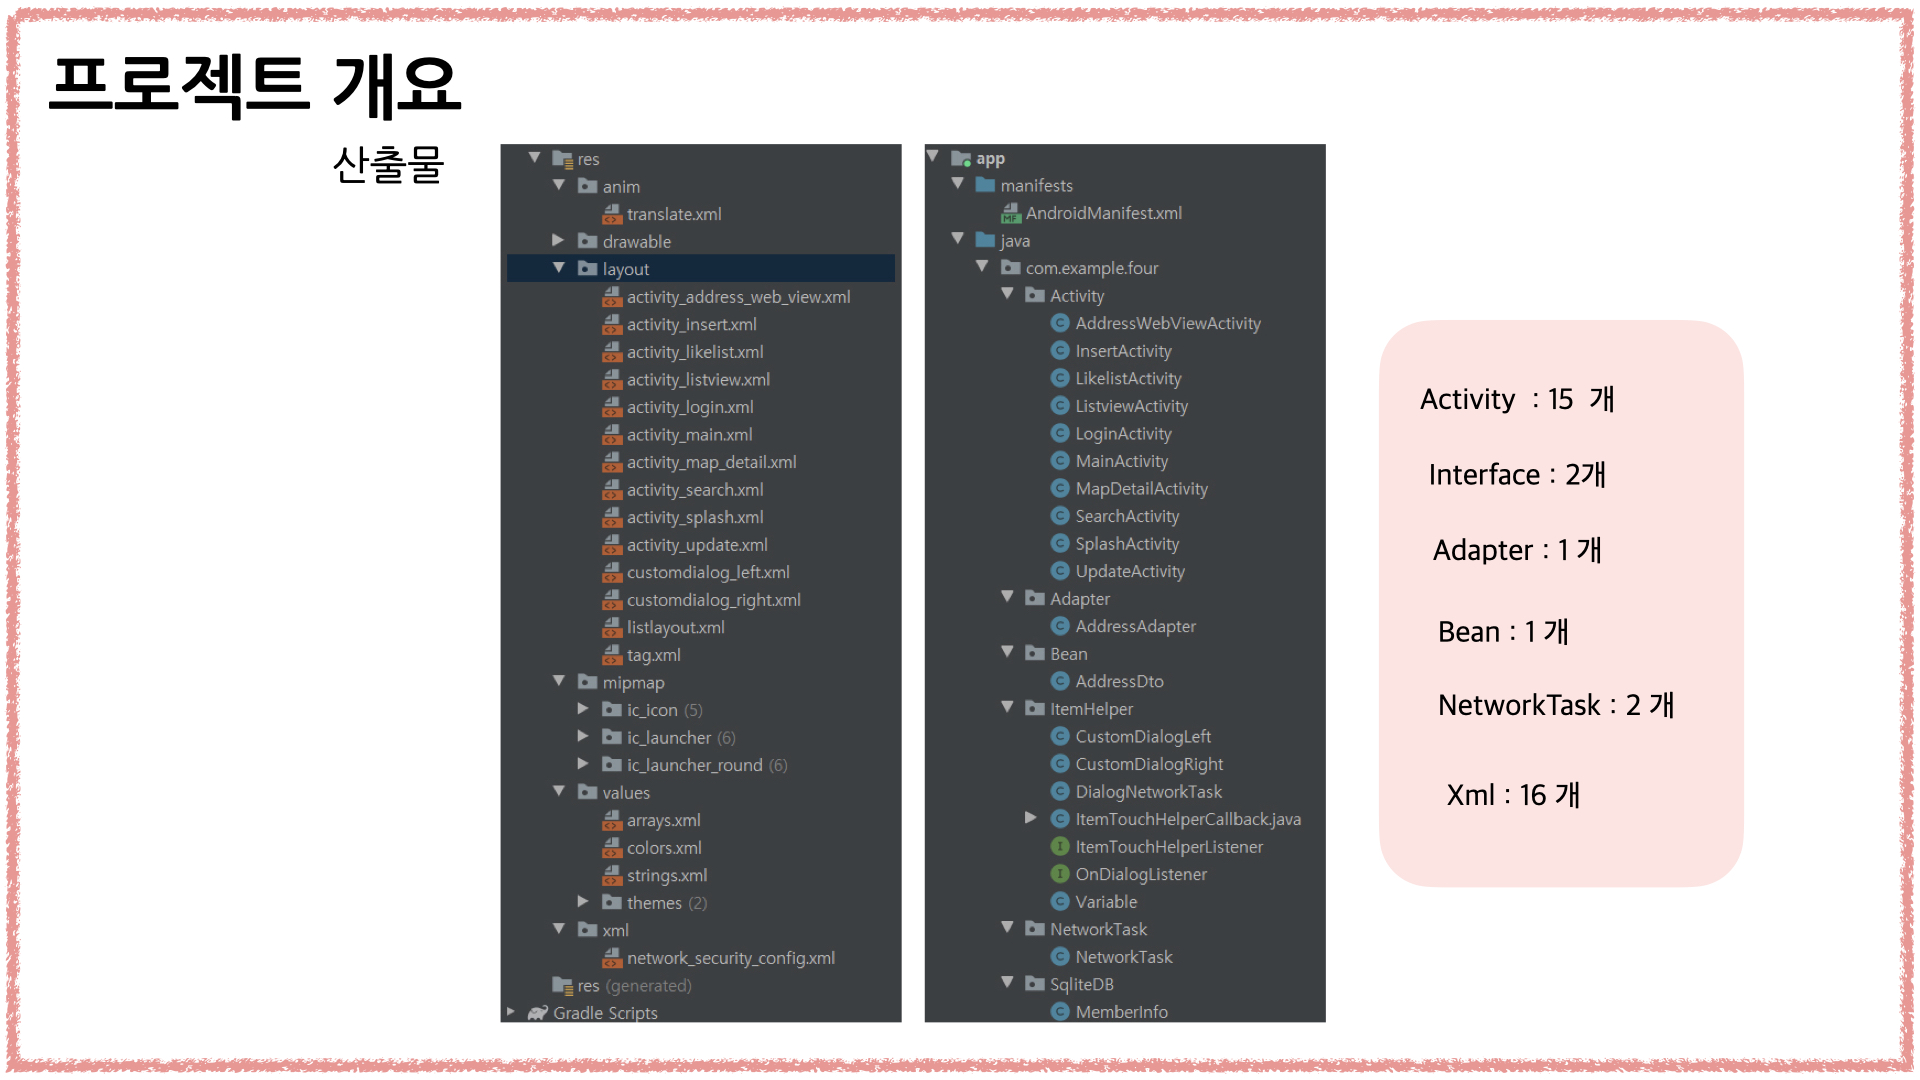 프로젝트 개요
산출물
res
anim
translate.xml
drawable
layout
activity_address_web_view.xml
activity_insert.xml
activity_likelist.xml
activity_listview.xml
activity_login.xml
activity_main.xml
activity_map_detail.xml
activity_search.xml
activity_splash.xml
activity_update.xml
customdialog_left.xml
customdialog_right.xml
listlayout.xml
tag.xml
mipmap
ic_icon (5)
ic_launcher (6)
ic_launcher_round (6)
values
arrays.xml
colors.xml
strings.xml
themes (2)
xml
network_security_config.xml
res (generated)
Gradle Scripts
app
manifests
AndroidManifest.xml
java
com.example.four
Activity
AddressWebViewActivity
InsertActivity
LikelistActivity
ListviewActivity
LoginActivity
MainActivity
MapDetailActivity
SearchActivity
SplashActivity
UpdateActivity
Adapter
AddressAdapter
Bean
AddressDto
ItemHelper
CustomDialogLeft
CustomDialogRight
DialogNetworkTask
ItemTouchHelperCallback.java
ItemTouchHelperListener
OnDialogListener
Variable
NetworkTask
NetworkTask
SqliteDB
MemberInfo
Activity : 15 개
Interface : 2개
Adapter : 1 개
Bean : 1 개
NetworkTask : 2 개
Xml : 16 개